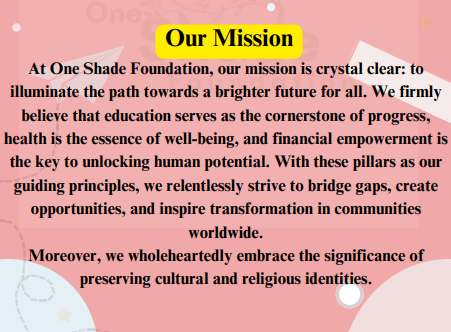 One
Our Mission
At One Shade Foundation, our mission is crystal clear: to
illuminate the path towards a brighter future for all. We firmly
believe that education serves as the cornerstone of progress,
health is the essence of well-being, and financial empowerment is
the key to unlocking human potential. With these pillars as our
guiding principles, we relentlessly strive to bridge gaps, create
opportunities, and inspire transformation in communities
worldwide.
Moreover, we wholeheartedly embrace the significance of
preserving cultural and religious identities.